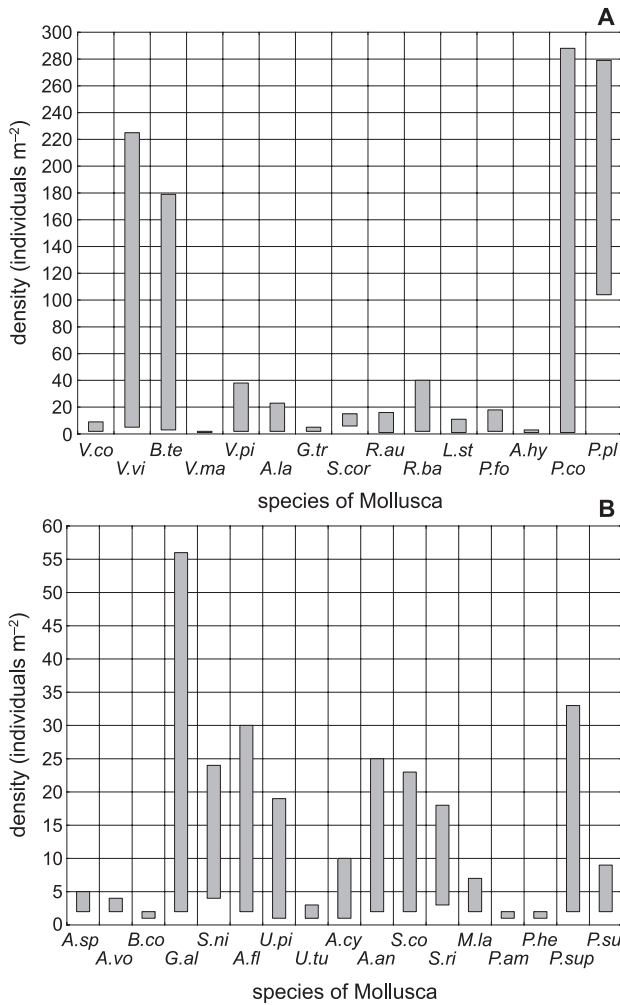 A
300
280
260
240
220
200
180
160
140
120
100
80
60
40
20
0
density (individuals m⁻²)
V.co B.te V.pi G.tr R.au L.st A.hy P.pl
V.vi V.ma A.la S.cor R.ba P.fo P.co
species of Mollusca
B
60
55
50
45
40
35
30
25
20
15
10
5
0
density (individuals m⁻²)
A.sp B.co S.ni U.pi A.cy S.co M.la P.he P.su
A.vo G.al A.fl U.tu A.an S.ri P.am P.sup
species of Mollusca